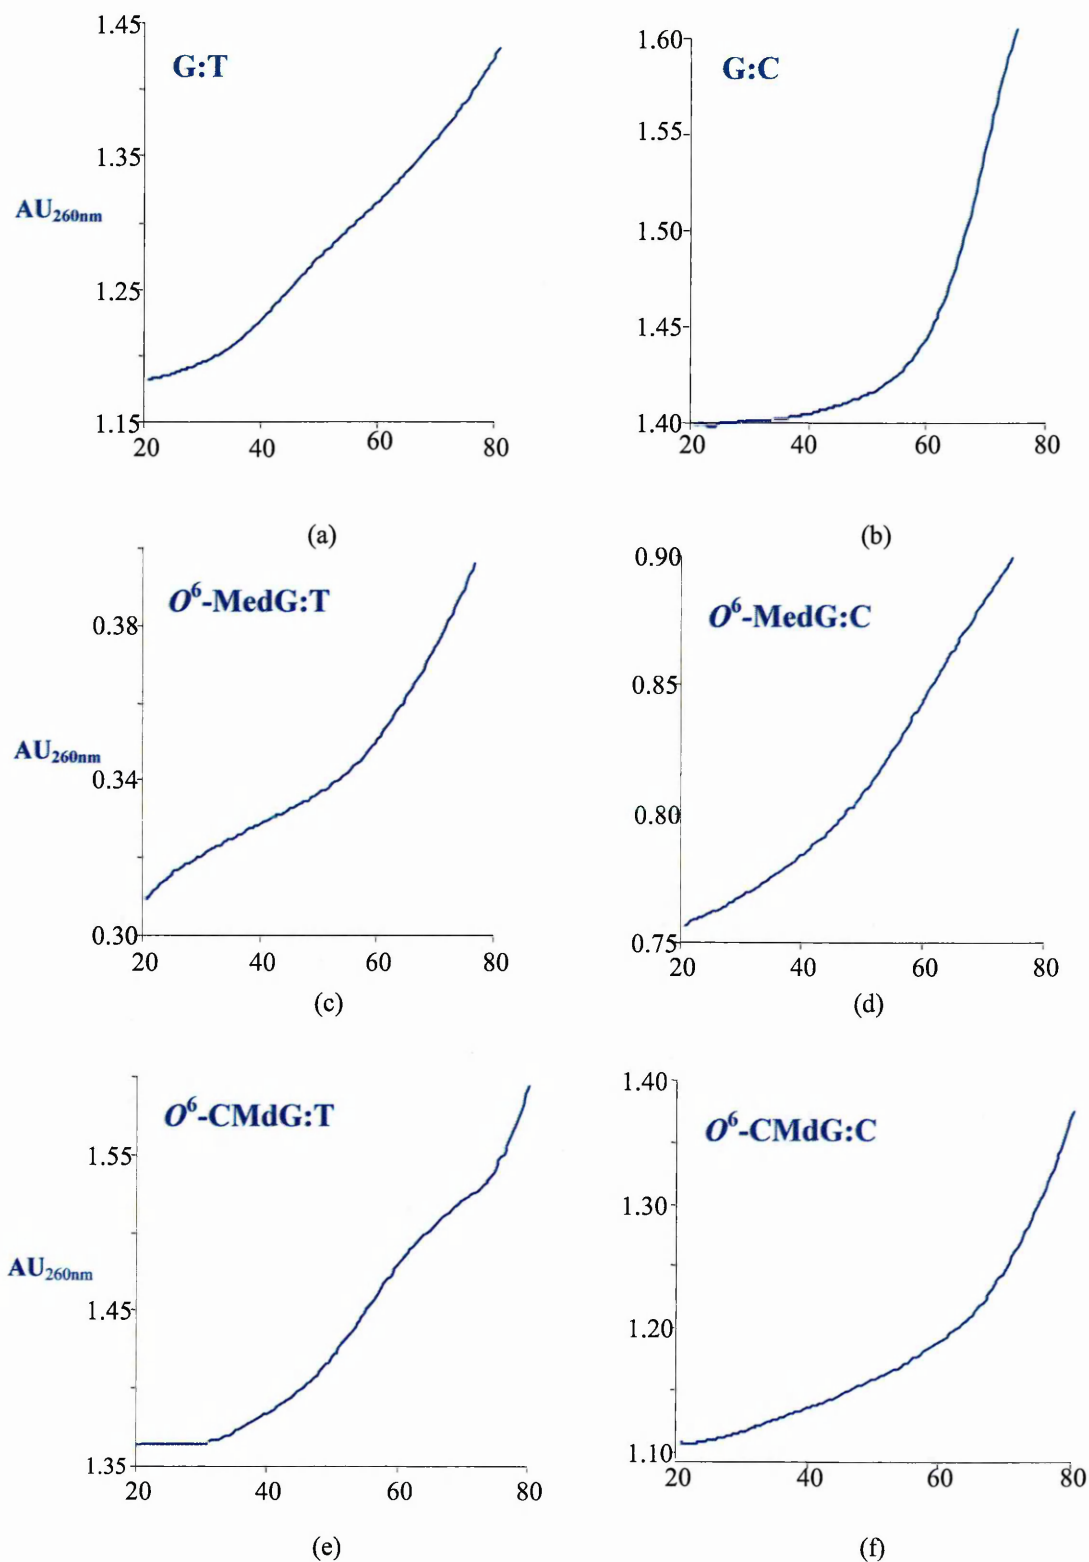 1.45
G:T
1.35
AU260nm
1.25
1.15
20 40 60 80
(a)
1.60
G:C
1.55
1.50
1.45
1.40
20 40 60 80
(b)
O6-MedG:T
0.38
AU260nm
0.34
0.30
20 40 60 80
(c)
0.90
O6-MedG:C
0.85
0.80
0.75
20 40 60 80
(d)
O6-CMdG:T
1.55
AU260nm
1.45
1.35
20 40 60 80
(e)
1.40
O6-CMdG:C
1.30
1.20
1.10
20 40 60 80
(f)